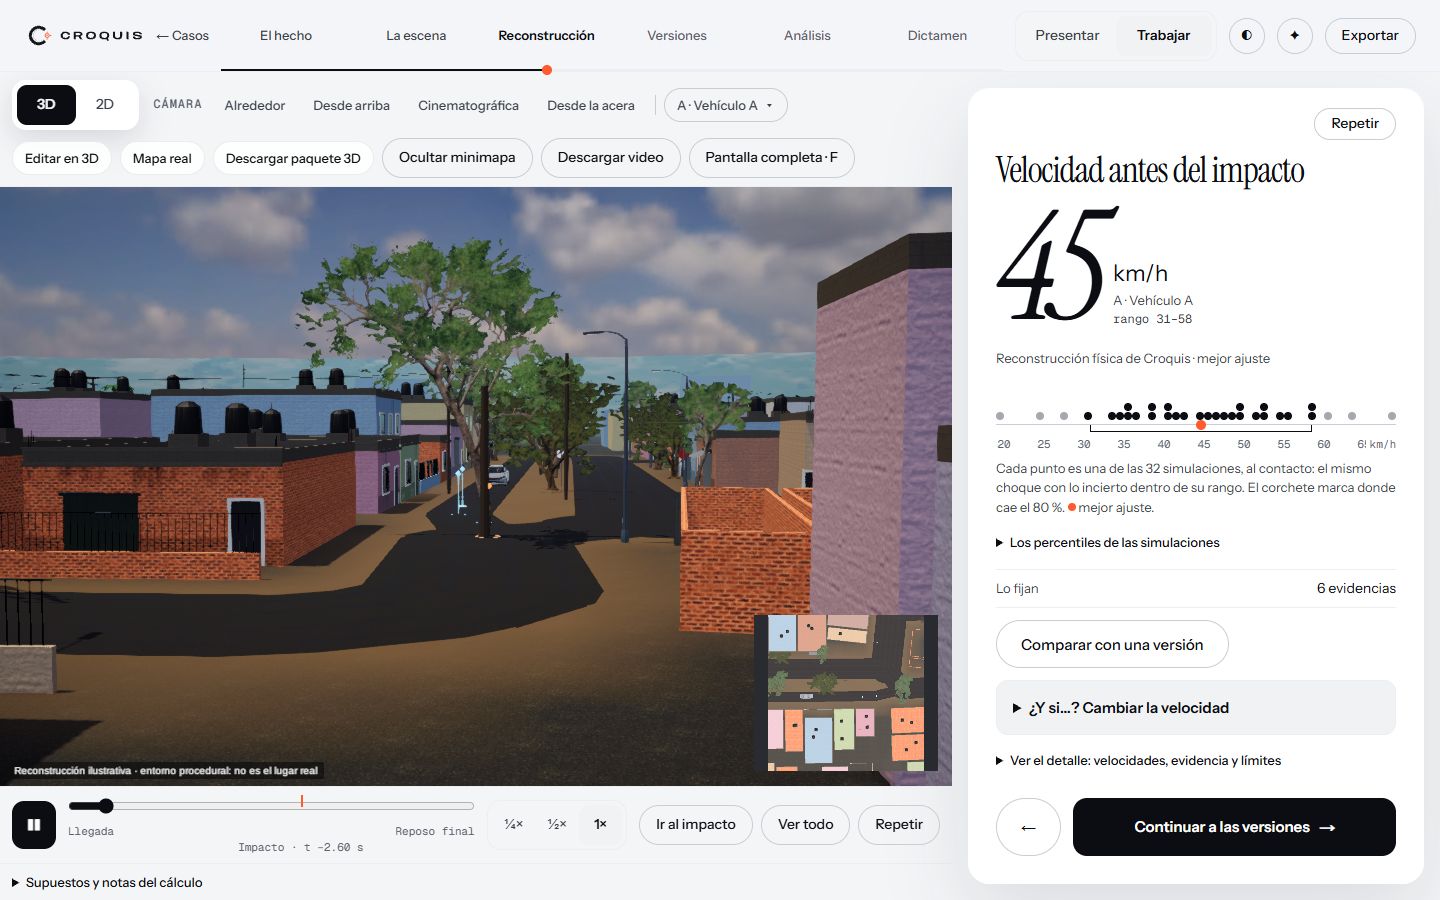 CROQUIS
← Casos
El hecho
La escena
Reconstrucción
Versiones
Análisis
Dictamen
Presentar
Trabajar
Exportar
3D
2D
CÁMARA
Alrededor
Desde arriba
Cinematográfica
Desde la acera
A · Vehículo A
Editar en 3D
Mapa real
Descargar paquete 3D
Ocultar minimapa
Descargar video
Pantalla completa · F
Reconstrucción ilustrativa - entorno procedural: no es el lugar real
Llegada
Reposo final
Impacto · t −2.60 s
¼×
½×
1×
Ir al impacto
Ver todo
Repetir
Supuestos y notas del cálculo
Repetir
Velocidad antes del impacto
45
km/h
A · Vehículo A
rango 31–58
Reconstrucción física de Croquis · mejor ajuste
20 25 30 35 40 45 50 55 60 km/h
Cada punto es una de las 32 simulaciones, al contacto: el mismo
choque con lo incierto dentro de su rango. El corchete marca donde
cae el 80 %. mejor ajuste.
Los percentiles de las simulaciones
Lo fijan
6 evidencias
Comparar con una versión
¿Y si…? Cambiar la velocidad
Ver el detalle: velocidades, evidencia y límites
←
Continuar a las versiones →